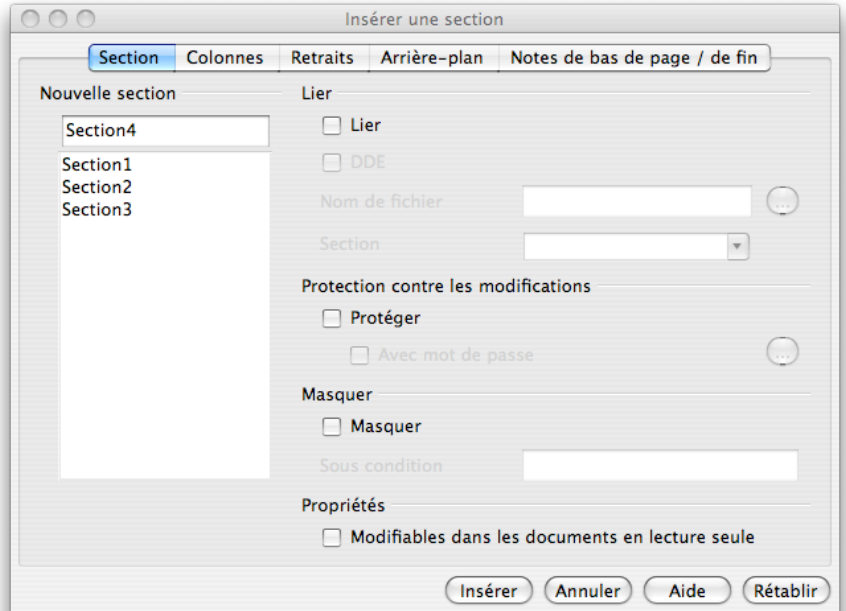 Insérer une section
Section Colonnes Retraits Arrière-plan Notes de bas de page / de fin
Nouvelle section
Section4
Section1
Section2
Section3
Lier
Lier
DDE
Nom de fichier ...
Section
Protection contre les modifications
Protéger
Avec mot de passe ...
Masquer
Masquer
Sous condition
Propriétés
Modifiables dans les documents en lecture seule
Insérer Annuler Aide Rétablir